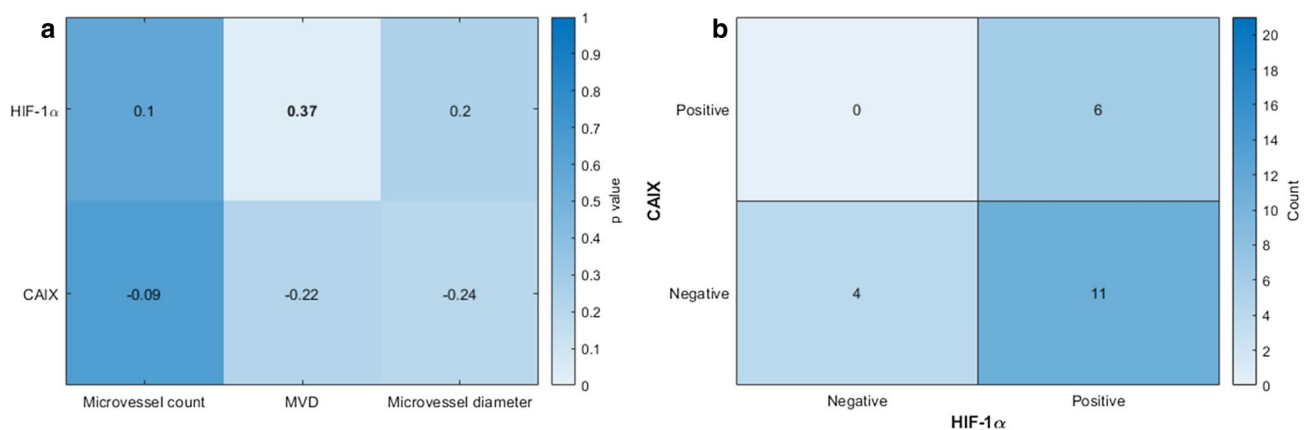 a
HIF-1α
CAIX
0.1
0.37
0.2
-0.09
-0.22
-0.24
Microvessel count
MVD
Microvessel diameter
1
0.9
0.8
0.7
0.6
0.5
0.4
0.3
0.2
0.1
0
p value
b
CAIX
Positive
Negative
0
6
4
11
Negative
Positive
HIF-1α
20
18
16
14
12
10
8
6
4
2
0
Count